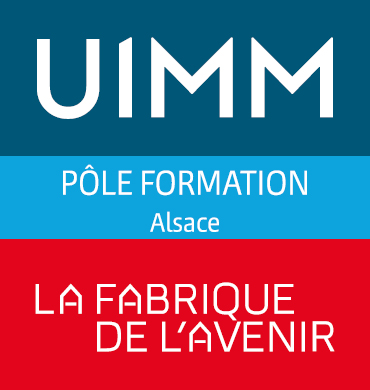 UIMM
PÔLE FORMATION
Alsace
LA FABRIQUE
DE L'AVENIR